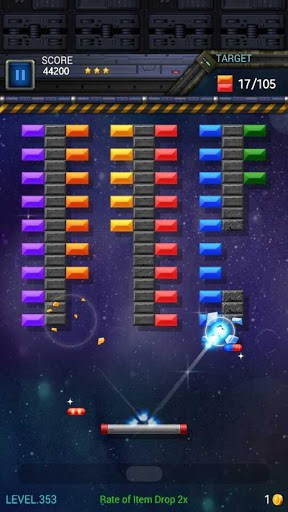 SCORE
44200
TARGET
17/105
LEVEL.353
Rate of Item Drop 2x
1